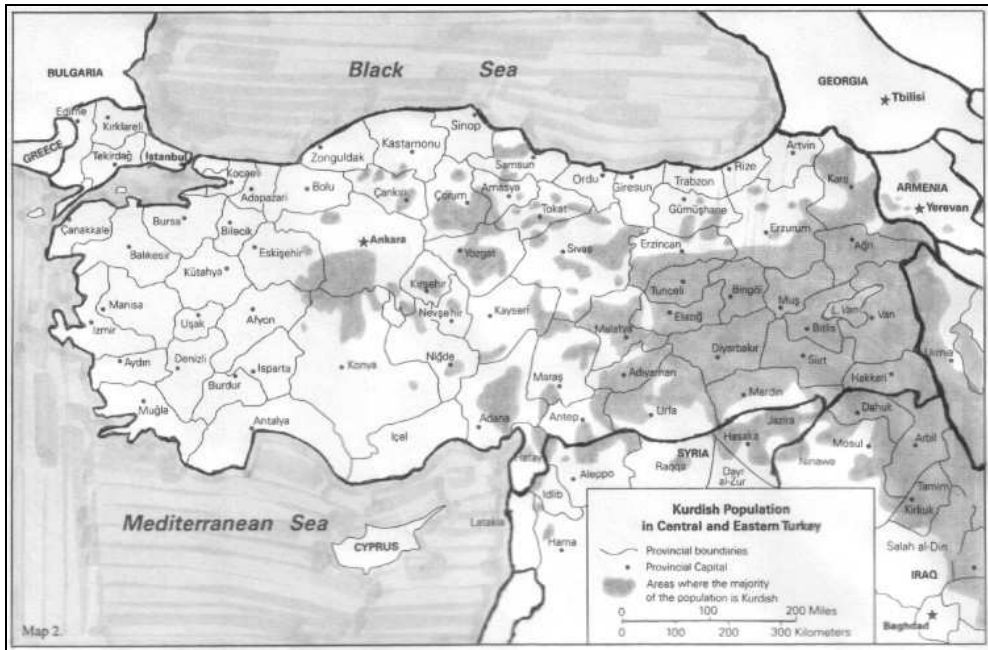 Black Sea
BULGARIA
GEORGIA
Tbilisi
Edirne
Kırklareli
Sinop
Kastamonu
GREECE
Tekirdağ
İstanbul
Zonguldak
Samsun
Artvin
Kocaeli
Adapazarı
Bolu
Çankırı
Çorum
Amasya
Ordu
Giresun
Trabzon
Rize
Kars
ARMENIA
Yerevan
Tokat
Gümüşhane
Çanakkale
Bursa
Bilecik
Ankara
Erzurum
Balıkesir
Eskişehir
Yozgat
Sivas
Erzincan
Ağrı
Kütahya
Kırşehir
Tunceli
Bingöl
Muş
Manisa
Uşak
Afyon
Nevşehir
Kayseri
Elazığ
L. Van
Van
İzmir
Malatya
Bitlis
Aydın
Denizli
Isparta
Konya
Niğde
Diyarbakır
Siirt
Urmia
Burdur
Maraş
Adıyaman
Hakkari
Muğla
Mardin
Antalya
İçel
Adana
Antep
Urfa
Jazira
Dahuk
Hatay
Aleppo
SYRIA
Hasaka
Mosul
Arbil
Raqqa
Dayr
al-Zur
Ninawa
Idlib
Tamim
Kirkuk
Mediterranean Sea
Latakia
Salah al-Din
CYPRUS
Hama
IRAQ
Baghdad
Kurdish Population
in Central and Eastern Turkey
Provincial boundaries
Provincial Capital
Areas where the majority
of the population is Kurdish
0 100 200 Miles
0 100 200 300 Kilometers
Map 2.